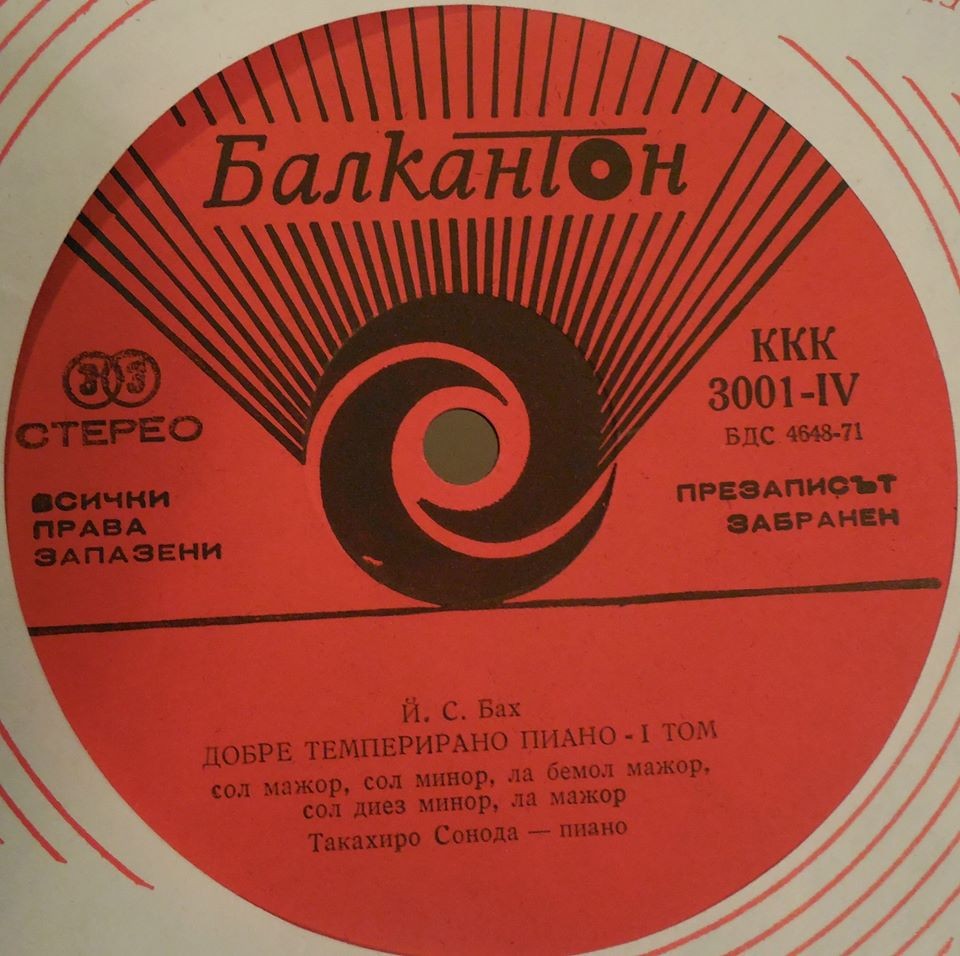 Балкантон
33
СТЕРЕО
ВСИЧКИ
ПРАВА
ЗАПАЗЕНИ
ККК
3001-IV
БДС 4648-71
ПРЕЗАПИСЪТ
ЗАБРАНЕН
Й. С. Бах
ДОБРЕ ТЕМПЕРИРАНО ПИАНО - I ТОМ
сол мажор, сол минор, ла бемол мажор,
сол диез минор, ла мажор
Такахиро Сонода — пиано